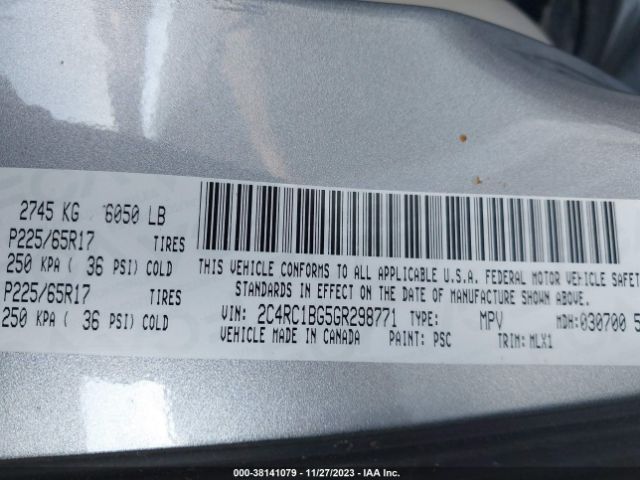 2745 KG 6050 LB
P225/65R17 TIRES
250 KPA ( 36 PSI) COLD
P225/65R17 TIRES
250 KPA ( 36 PSI) COLD
THIS VEHICLE CONFORMS TO ALL APPLICABLE U.S.A. FEDERAL MOTOR VEHICLE SAFET
STANDARDS IN EFFECT ON THE DATE OF MANUFACTURE SHOWN ABOVE.
VIN: 2C4RC1BG5GR298771 TYPE: MPV MDH:030700 5
VEHICLE MADE IN CANADA PAINT: PSC TRIM: MLX1
000-38141079 — 11/27/2023 — IAA Inc.